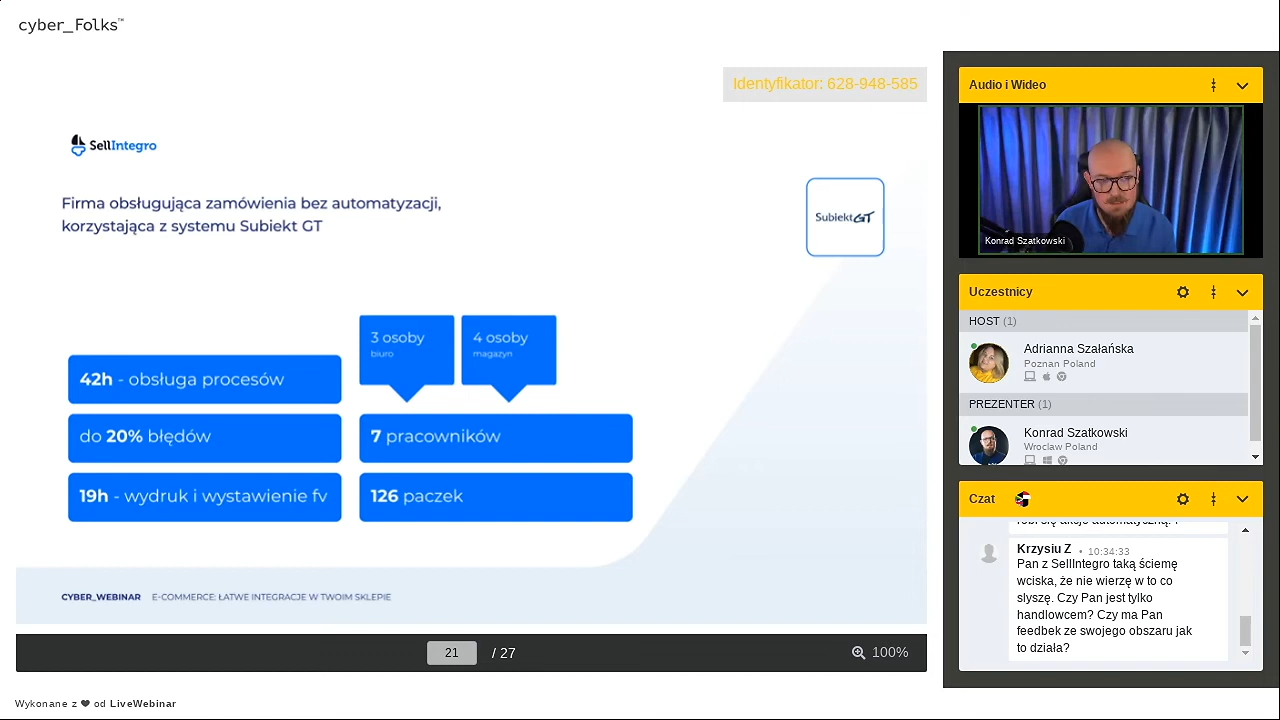 cyber_Folks™
Identyfikator: 628-948-585
SellIntegro
Firma obsługująca zamówienia bez automatyzacji,
korzystająca z systemu Subiekt GT
Subiekt GT
3 osoby
biuro
4 osoby
magazyn
42h - obsługa procesów
do 20% błędów
7 pracowników
19h - wydruk i wystawienie fv
126 paczek
CYBER_WEBINAR E-COMMERCE: ŁATWE INTEGRACJE W TWOIM SKLEPIE
21 / 27
100%
Wykonane z ❤ od LiveWebinar
Audio i Wideo
Konrad Szatkowski
Uczestnicy
HOST (1)
Adrianna Szałańska
Poznan Poland
PREZENTER (1)
Konrad Szatkowski
Wroclaw Poland
Czat
robi się akcje automatyczną. ?
Krzysiu Z • 10:34:33
Pan z SellIntegro taką ściemę
wciska, że nie wierzę w to co
slyszę. Czy Pan jest tylko
handlowcem? Czy ma Pan
feedbek ze swojego obszaru jak
to działa?